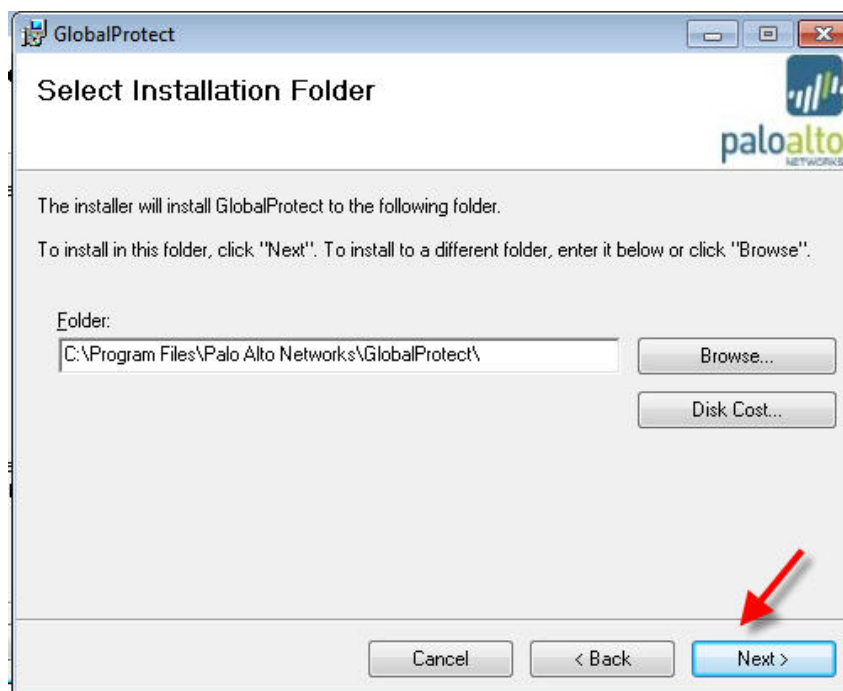 GlobalProtect
Select Installation Folder
paloalto
NETWORKS
The installer will install GlobalProtect to the following folder.
To install in this folder, click "Next". To install to a different folder, enter it below or click "Browse".
Folder:
C:\Program Files\Palo Alto Networks\GlobalProtect\
Browse...
Disk Cost...
Cancel
< Back
Next >